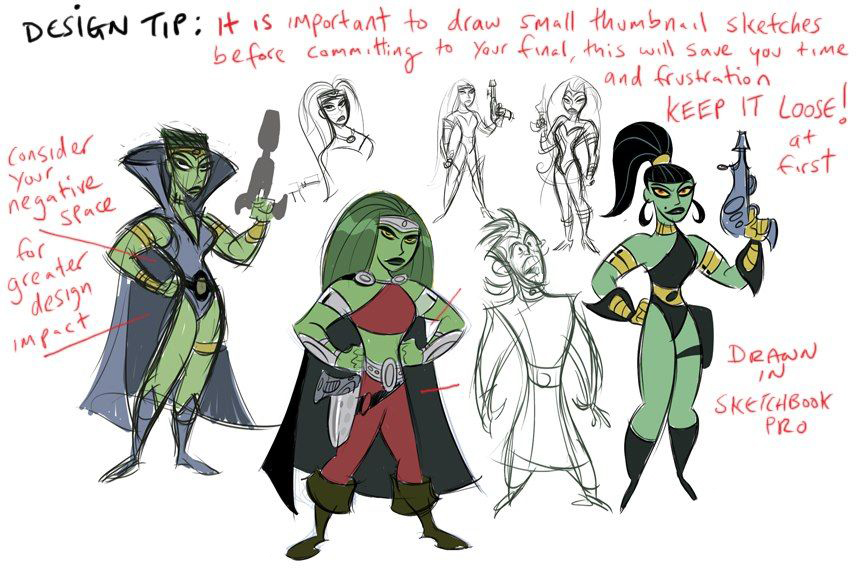 DESIGN TIP: It is important to draw small thumbnail sketches
before committing to your final, this will save you time
and frustration
KEEP IT LOOSE!
at
first
Consider
your
negative
space
for
greater
design
impact
DRAWN
IN
SKETCHBOOK
PRO